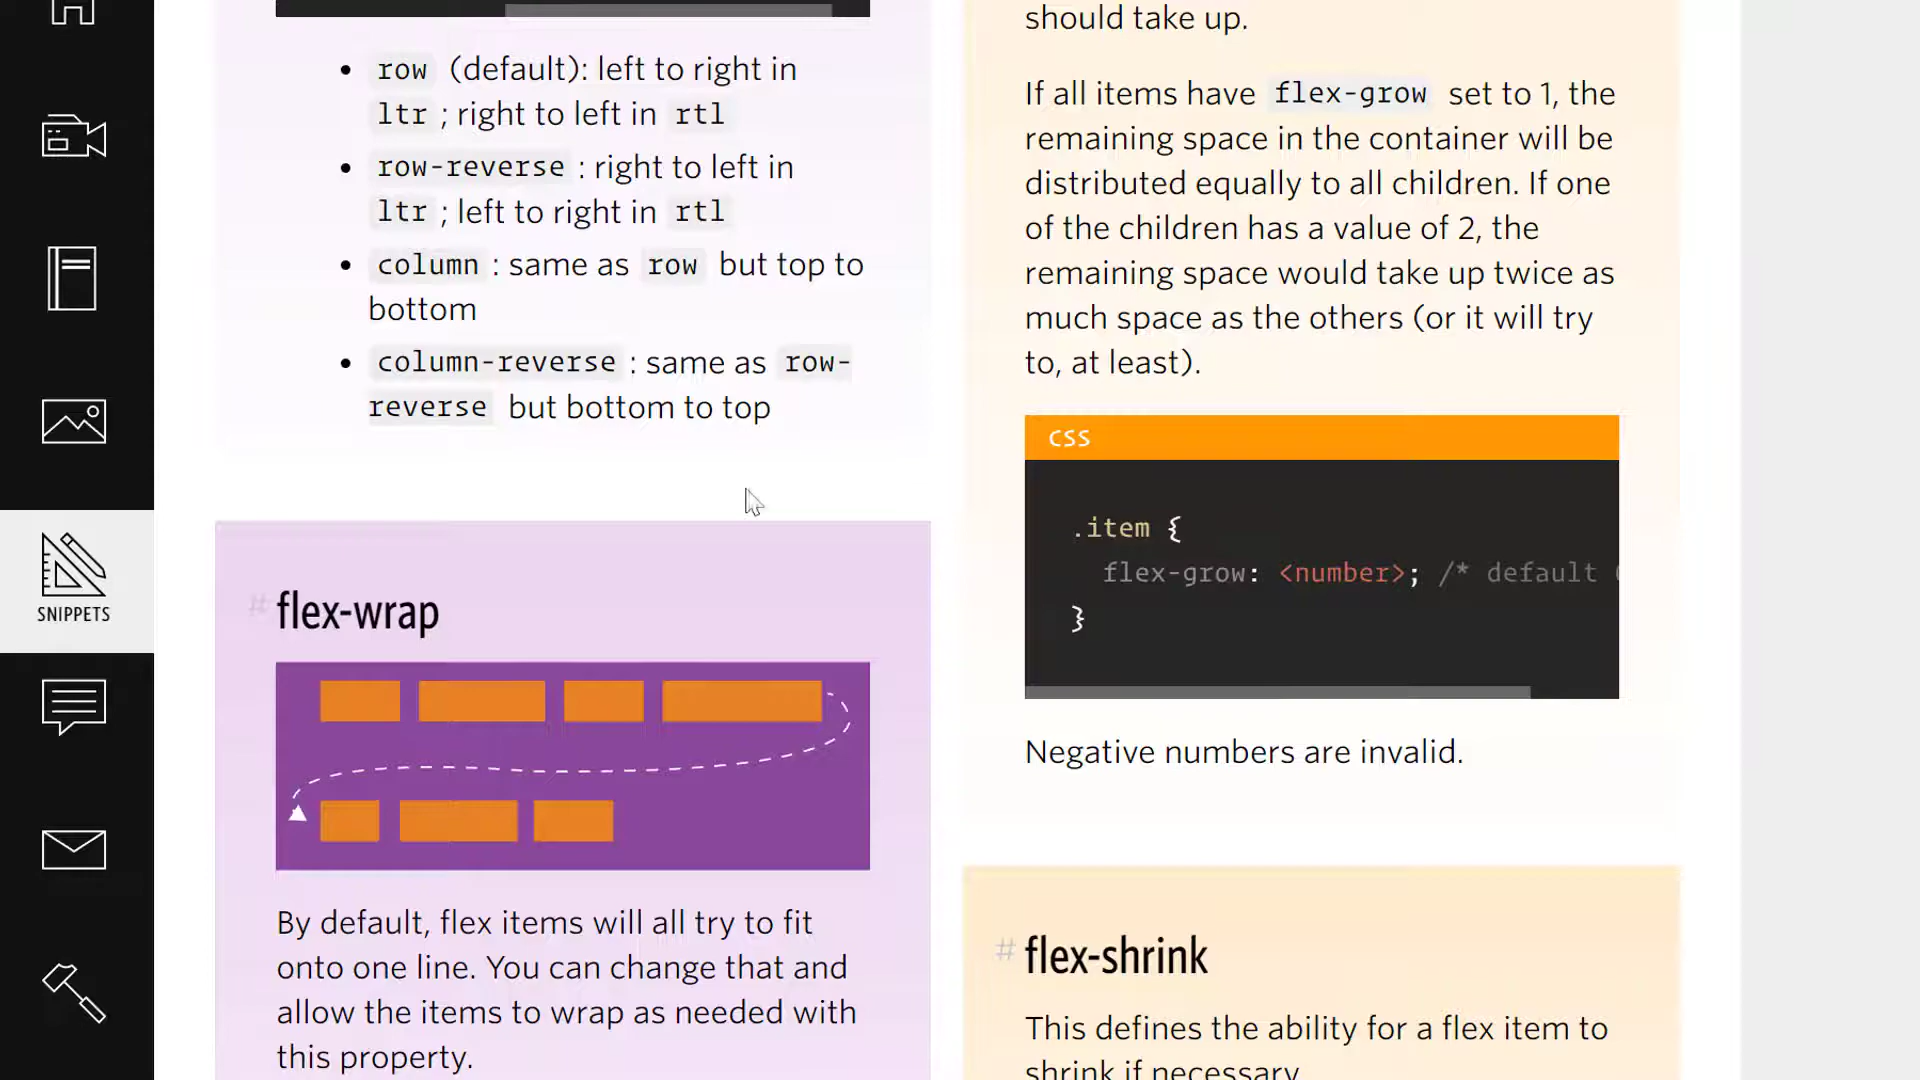 SNIPPETS
• row (default): left to right in
ltr ; right to left in rtl
• row-reverse : right to left in
ltr ; left to right in rtl
• column : same as row but top to
bottom
• column-reverse : same as row-
reverse but bottom to top
# flex-wrap
By default, flex items will all try to fit
onto one line. You can change that and
allow the items to wrap as needed with
this property.
should take up.
If all items have flex-grow set to 1, the
remaining space in the container will be
distributed equally to all children. If one
of the children has a value of 2, the
remaining space would take up twice as
much space as the others (or it will try
to, at least).
CSS
.item {
flex-grow: <number>; /* default
}
Negative numbers are invalid.
# flex-shrink
This defines the ability for a flex item to
shrink if necessary